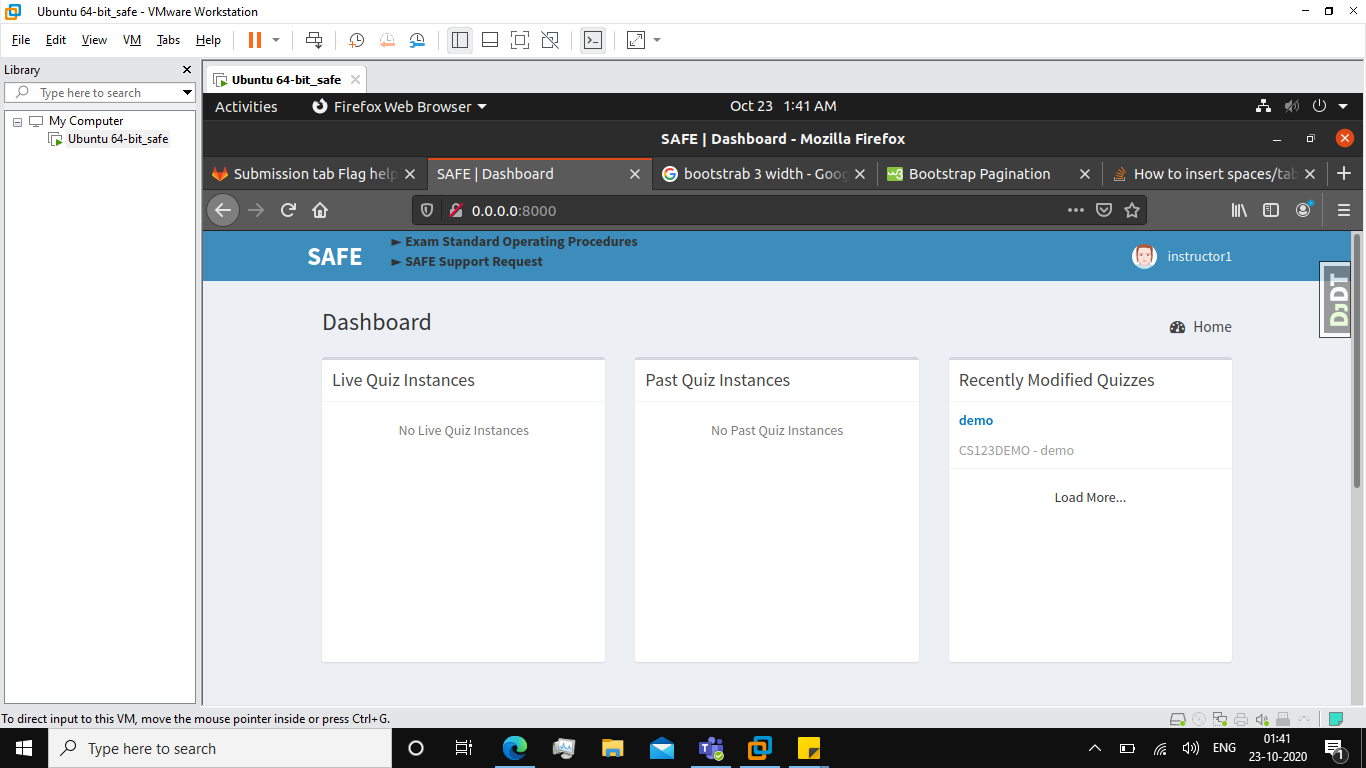 Ubuntu 64-bit_safe - VMware Workstation
File Edit View VM Tabs Help
Library
Type here to search
My Computer
Ubuntu 64-bit_safe
Ubuntu 64-bit_safe
Activities Firefox Web Browser Oct 23 1:41 AM
SAFE | Dashboard - Mozilla Firefox
Submission tab Flag help
SAFE | Dashboard
bootstrab 3 width - Goog
Bootstrap Pagination
How to insert spaces/tab
0.0.0.0:8000
SAFE
► Exam Standard Operating Procedures
► SAFE Support Request
instructor1
DJDT
Dashboard
Home
Live Quiz Instances
No Live Quiz Instances
Past Quiz Instances
No Past Quiz Instances
Recently Modified Quizzes
demo
CS123DEMO - demo
Load More...
To direct input to this VM, move the mouse pointer inside or press Ctrl+G.
Type here to search
ENG
01:41
23-10-2020
1